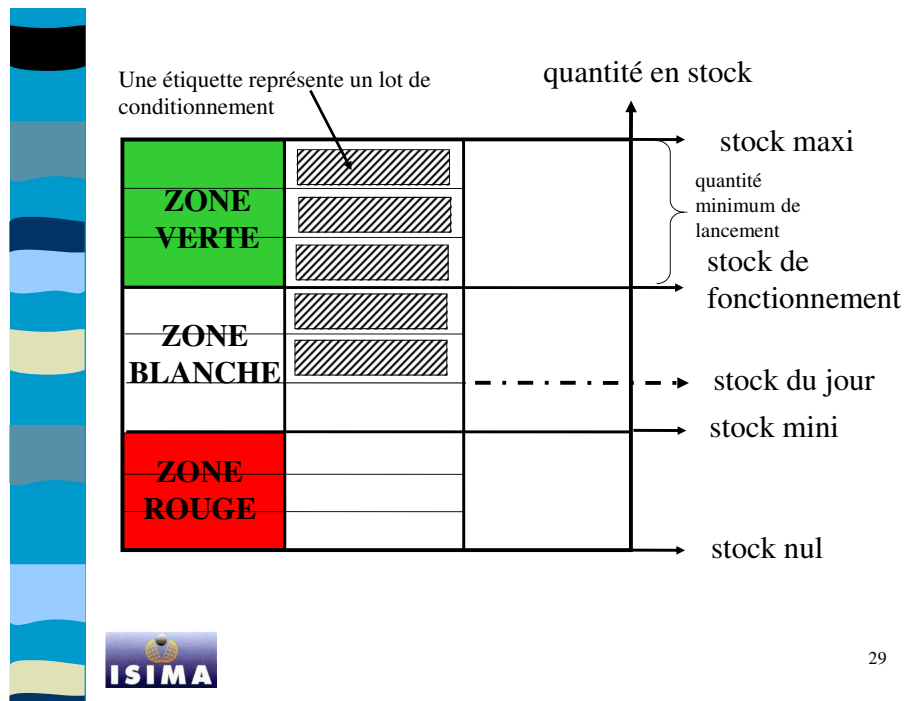 Une étiquette représente un lot de
conditionnement
quantité en stock
stock maxi
quantité
minimum de
lancement
ZONE
VERTE
stock de
fonctionnement
ZONE
BLANCHE
stock du jour
stock mini
ZONE
ROUGE
stock nul
ISIMA
29